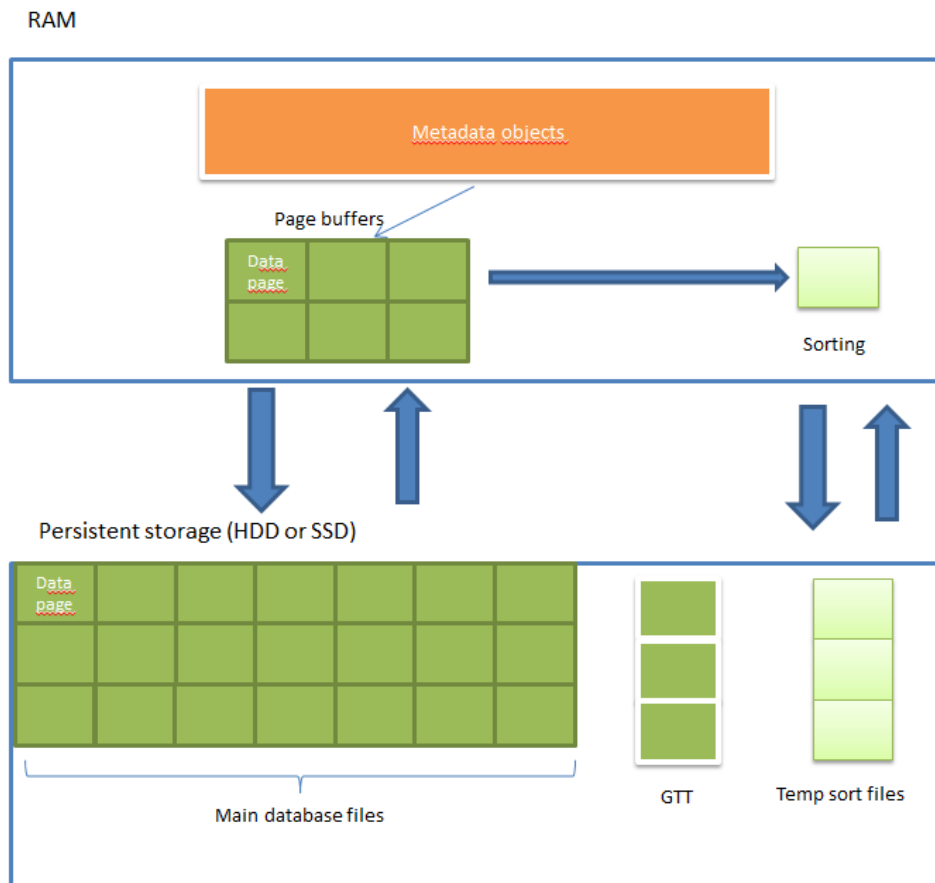 RAM
Metadata objects
Page buffers
Data
page
Sorting
Persistent storage (HDD or SSD)
Data
page
GTT
Temp sort files
Main database files